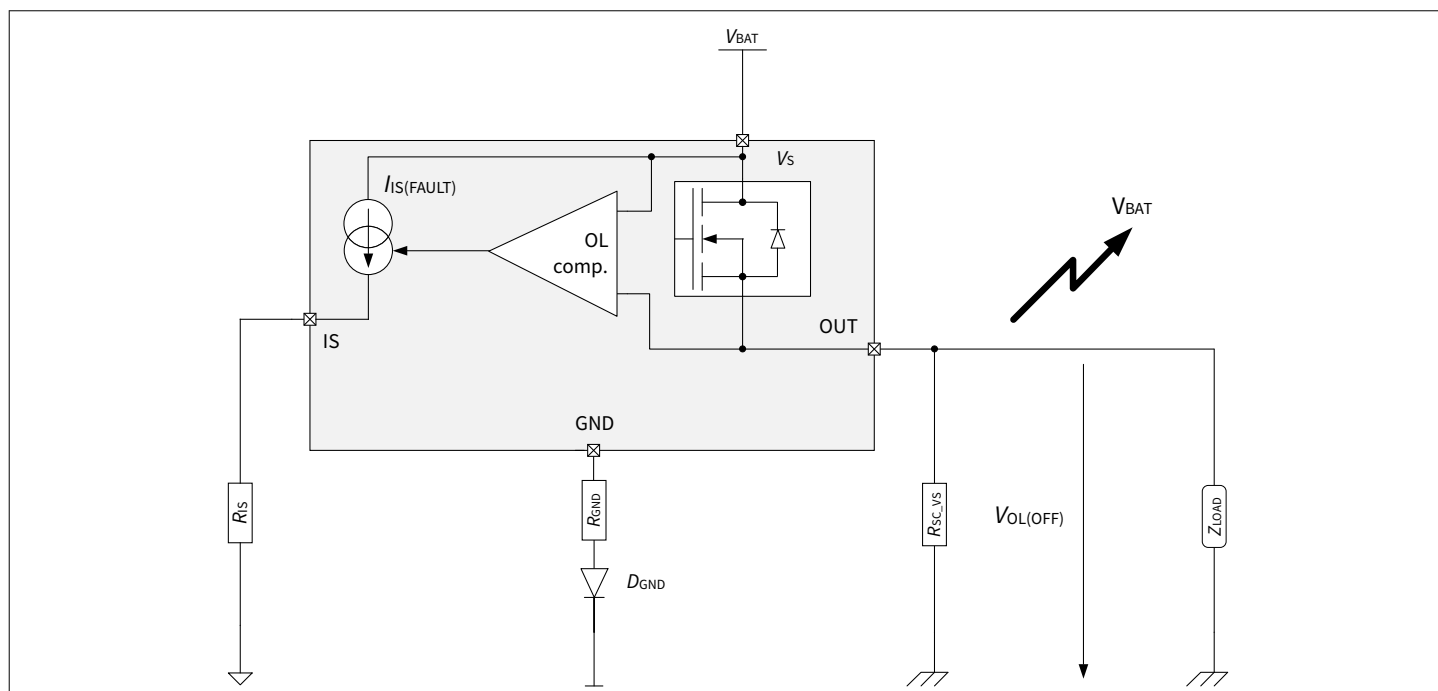 VBAT
VS
IIS(FAULT)
VBAT
OL
comp.
OUT
IS
GND
RIS
RGND
RSC_VS
VOL(OFF)
ZLOAD
DGND